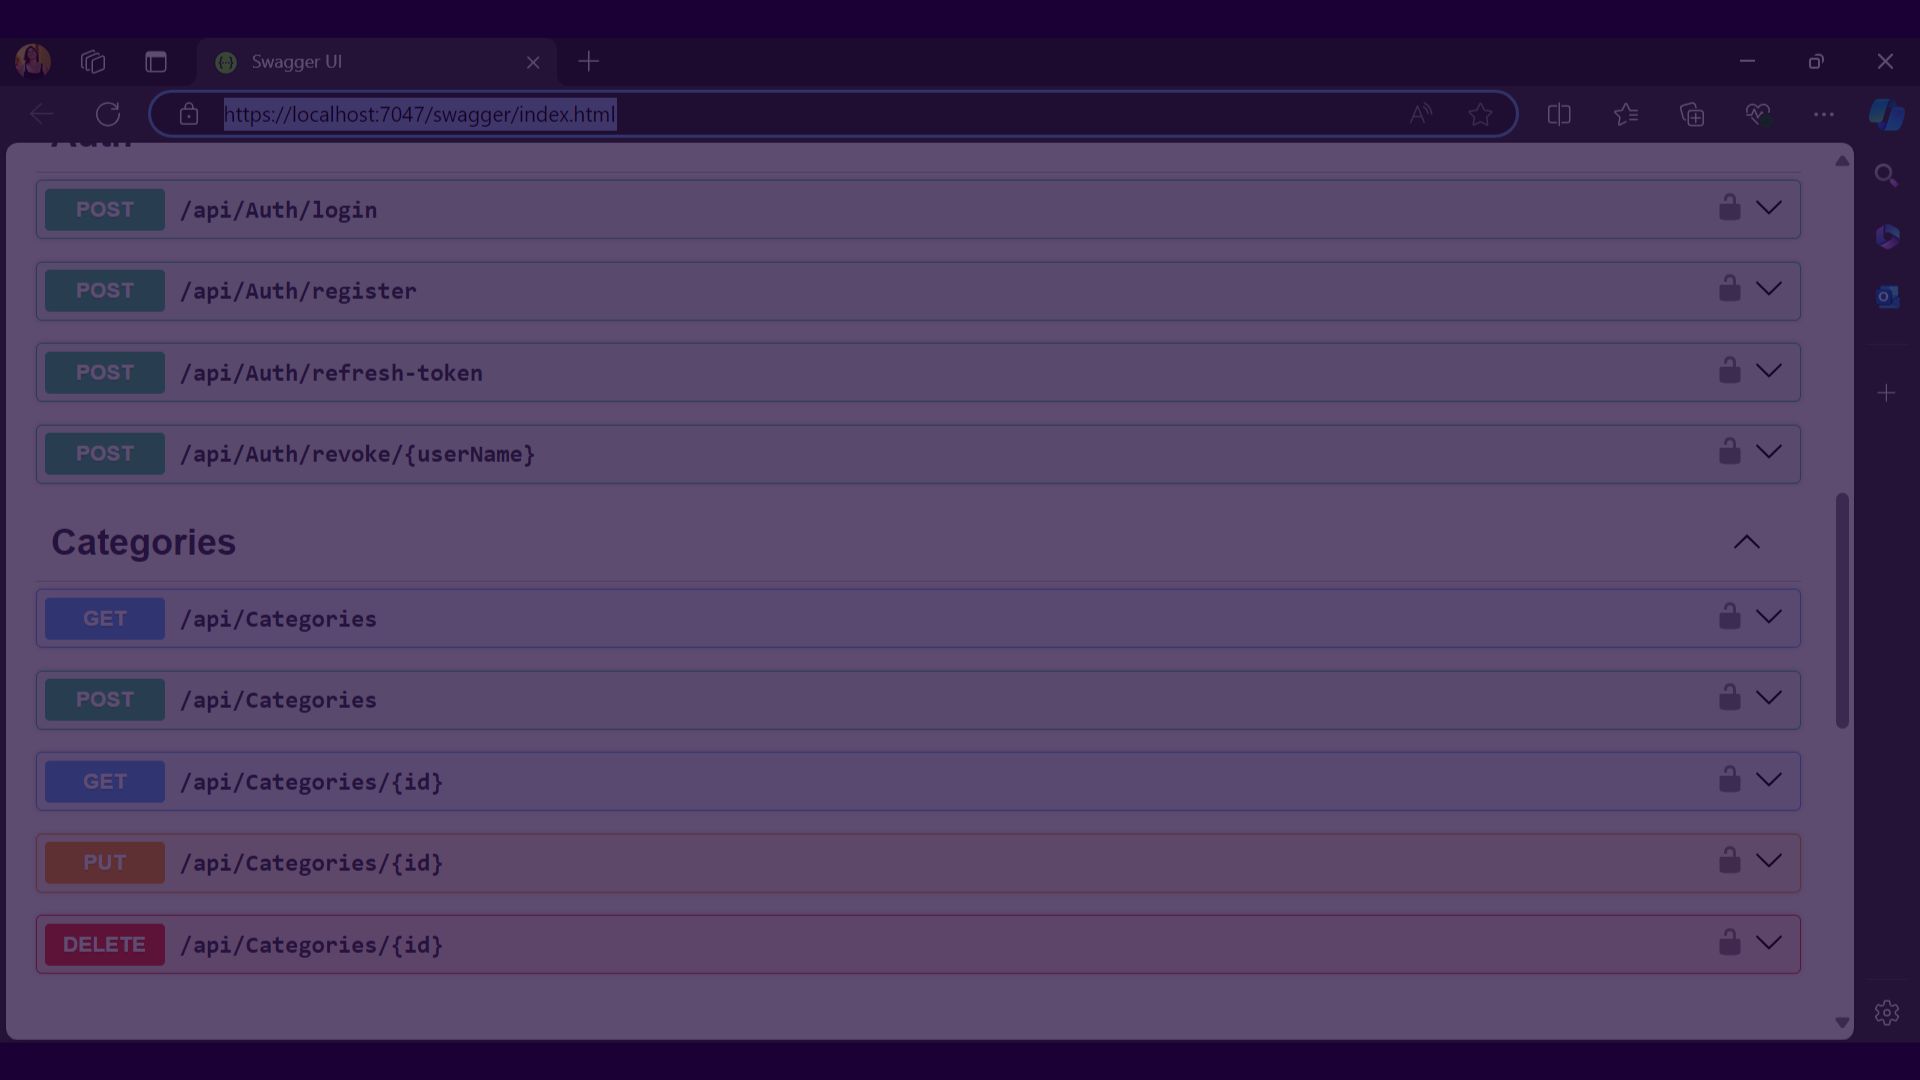 Swagger UI
https://localhost:7047/swagger/index.html
Auth
POST /api/Auth/login
POST /api/Auth/register
POST /api/Auth/refresh-token
POST /api/Auth/revoke/{userName}
Categories
GET /api/Categories
POST /api/Categories
GET /api/Categories/{id}
PUT /api/Categories/{id}
DELETE /api/Categories/{id}